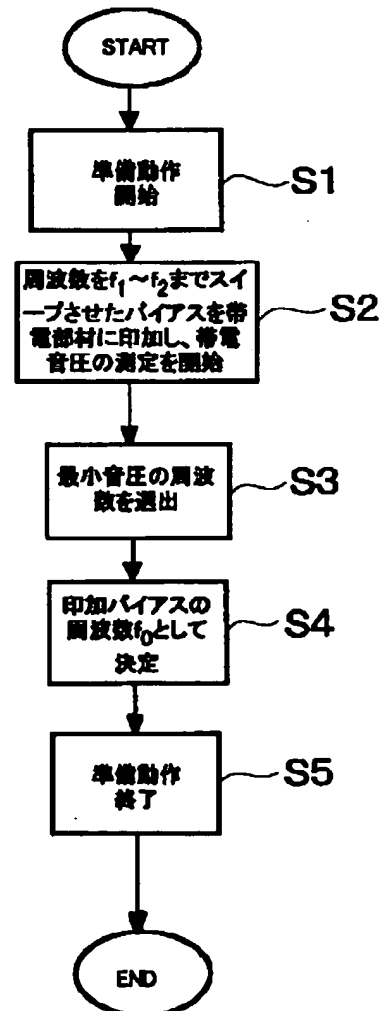 START
準備動作
開始
S1
周波数をf₁~f₂までスイ
ープさせたバイアスを帯
電部材に印加し、帯電
音圧の測定を開始
S2
最小音圧の周波
数を選出
S3
印加バイアスの
周波数f₀として
決定
S4
準備動作
終了
S5
END